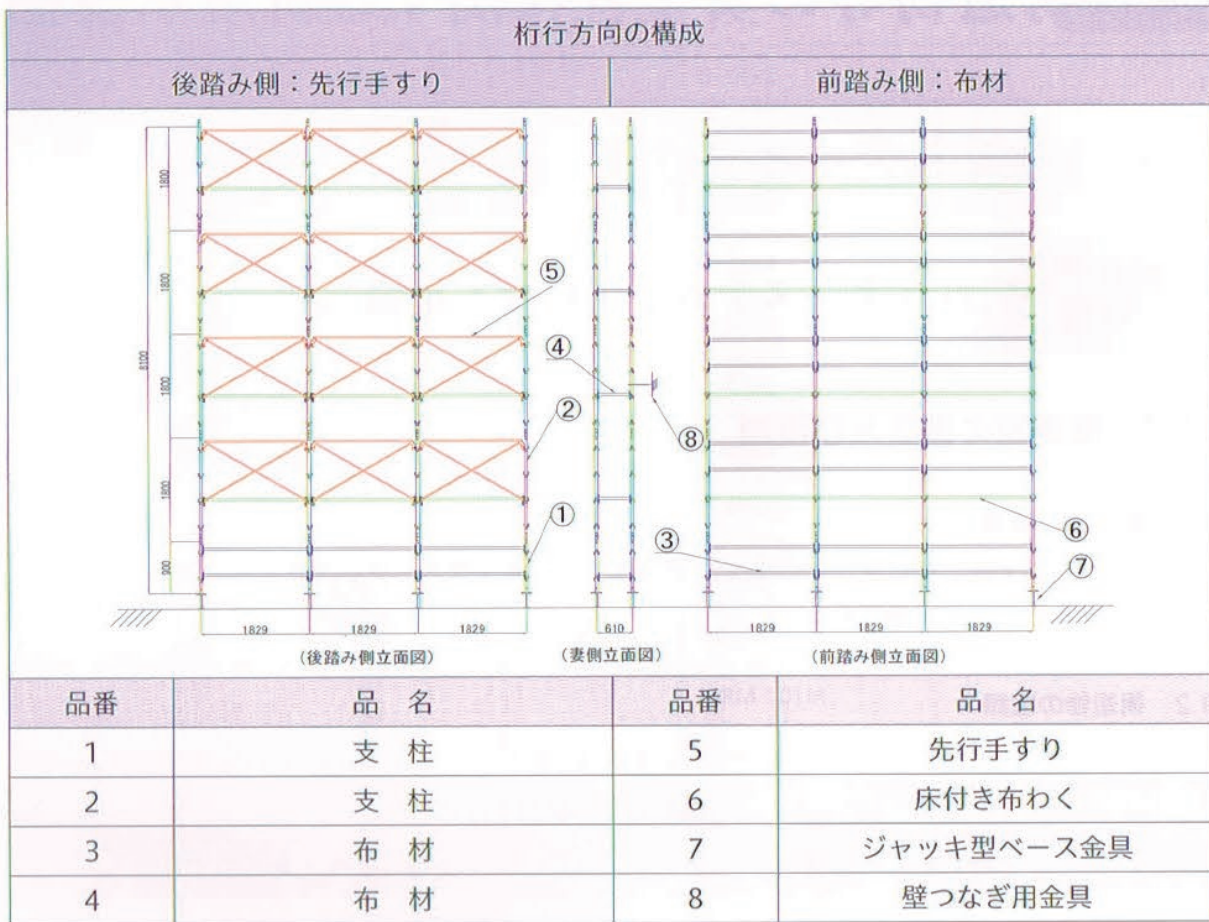 桁行方向の構成
後踏み側：先行手すり 前踏み側：布材
1800
1800
⑤
8100
④
1800
②
⑧
1800
①
⑥
③
900
⑦
1829 1829 1829 610 1829 1829 1829
（後踏み側立面図） （妻側立面図） （前踏み側立面図）
品番 品 名 品番 品 名
1 支 柱 5 先行手すり
2 支 柱 6 床付き布わく
3 布 材 7 ジャッキ型ベース金具
4 布 材 8 壁つなぎ用金具